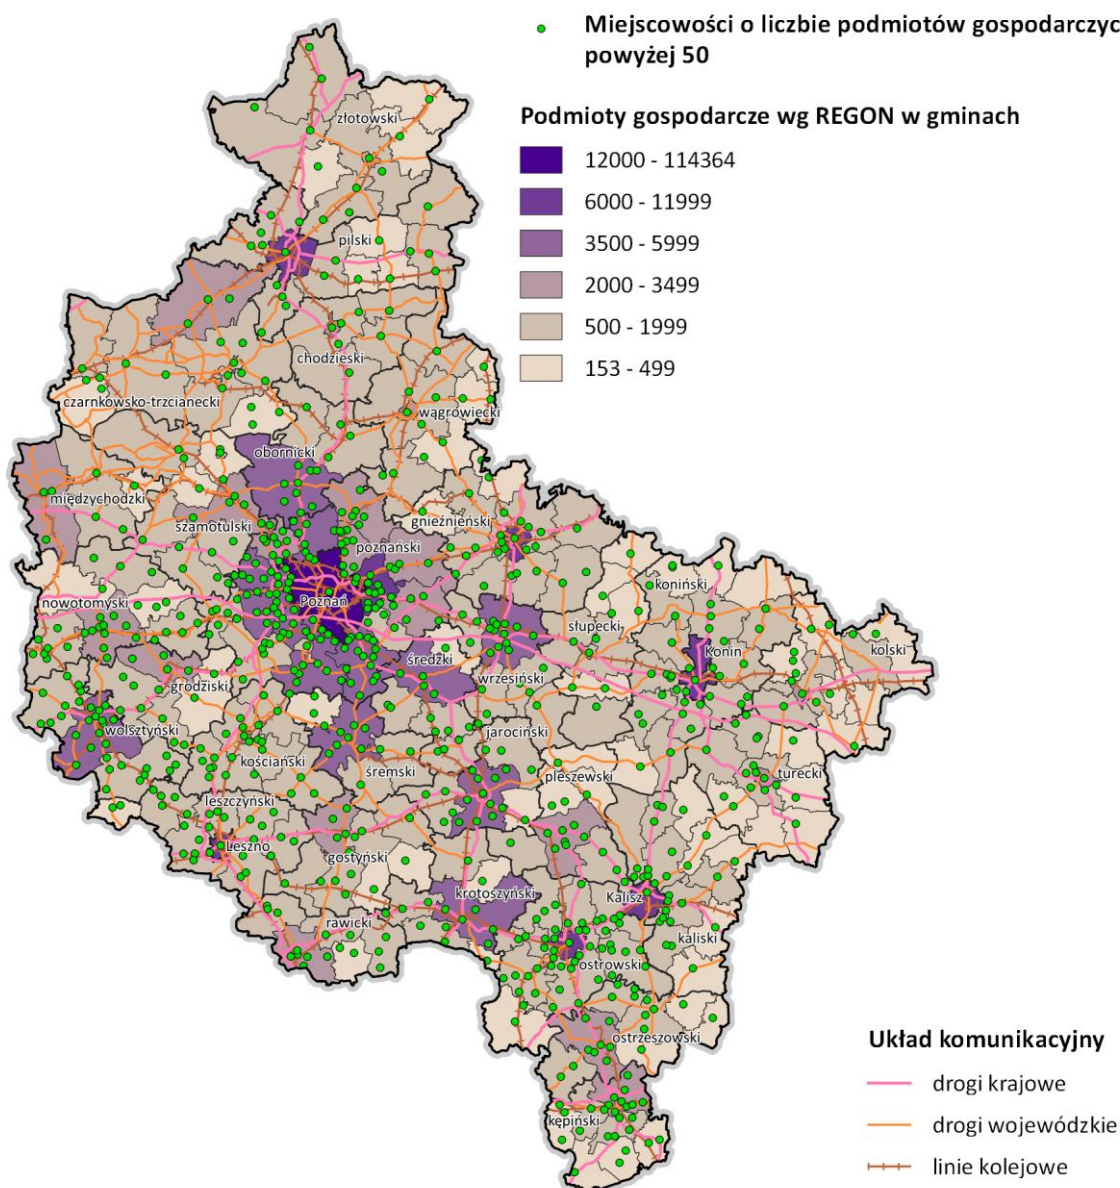 Miejscowości o liczbie podmiotów gospodarczyc
powyżej 50
Podmioty gospodarcze wg REGON w gminach
12000 - 114364
6000 - 11999
3500 - 5999
2000 - 3499
500 - 1999
153 - 499
złotowski
pilski
chodzieski
czarnkowsko-trzcianecki
wągrowiecki
obornicki
międzychodzki
szamotulski
gnieźnieński
poznański
koniński
Poznań
nowotomyski
słupecki
Konin
kolski
średzki
wrzesiński
grodziski
wolsztyński
jarociński
kościański
śremski
pleszewski
turecki
leszczyński
Leszno
gostyński
krotoszyński
Kalisz
rawicki
kaliski
ostrowski
ostrzeszowski
kępiński
Układ komunikacyjny
drogi krajowe
drogi wojewódzkie
linie kolejowe